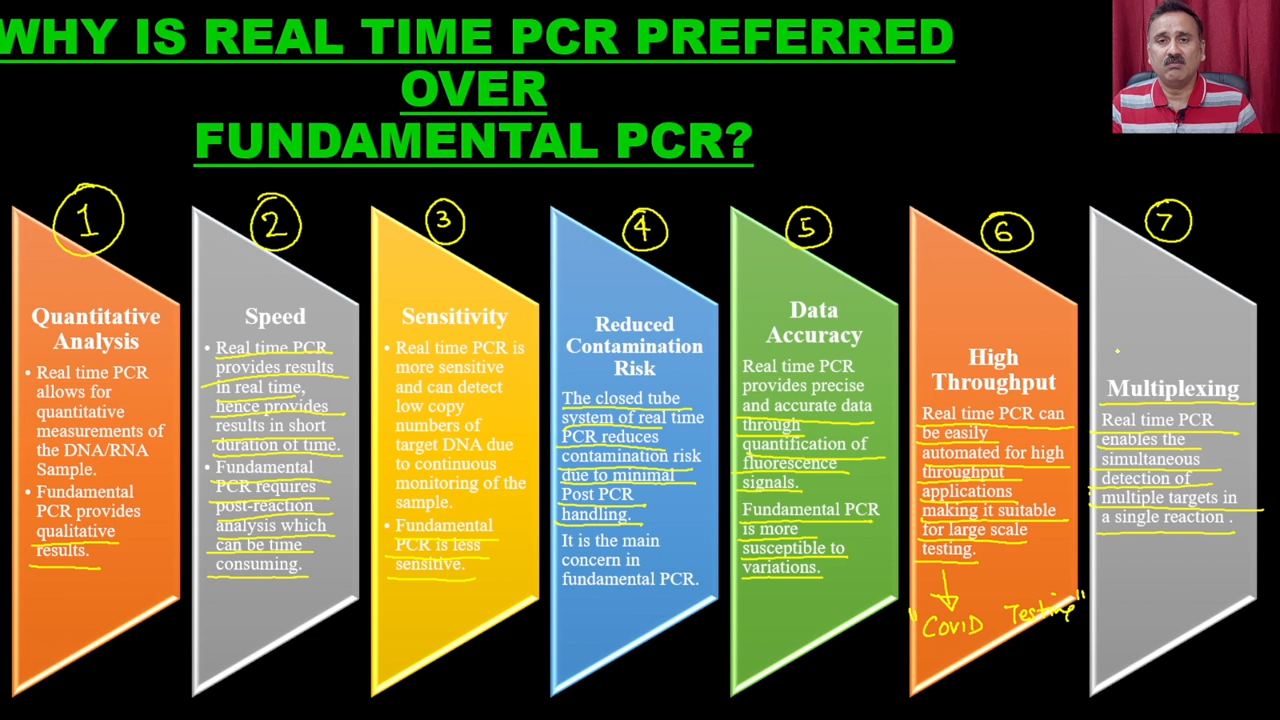 WHY IS REAL TIME PCR PREFERRED
OVER
FUNDAMENTAL PCR?
1
Quantitative
Analysis
• Real time PCR
allows for
quantitative
measurements of
the DNA/RNA
Sample.
• Fundamental
PCR provides
qualitative
results.
2
Speed
• Real time PCR
provides results
in real time,
hence provides
results in short
duration of time.
• Fundamental
PCR requires
post-reaction
analysis which
can be time
consuming.
3
Sensitivity
• Real time PCR is
more sensitive
and can detect
low copy
numbers of
target DNA due
to continuous
monitoring of the
sample.
• Fundamental
PCR is less
sensitive.
4
Reduced
Contamination
Risk
The closed tube
system of real time
PCR reduces
contamination risk
due to minimal
Post PCR
handling.
It is the main
concern in
fundamental PCR.
5
Data
Accuracy
Real time PCR
provides precise
and accurate data
through
quantification of
fluorescence
signals.
Fundamental PCR
is more
susceptible to
variations.
6
High
Throughput
Real time PCR can
be easily
automated for high
throughput
applications
making it suitable
for large scale
testing.
"COVID Testing"
7
Multiplexing
Real time PCR
enables the
simultaneous
detection of
multiple targets in
a single reaction .